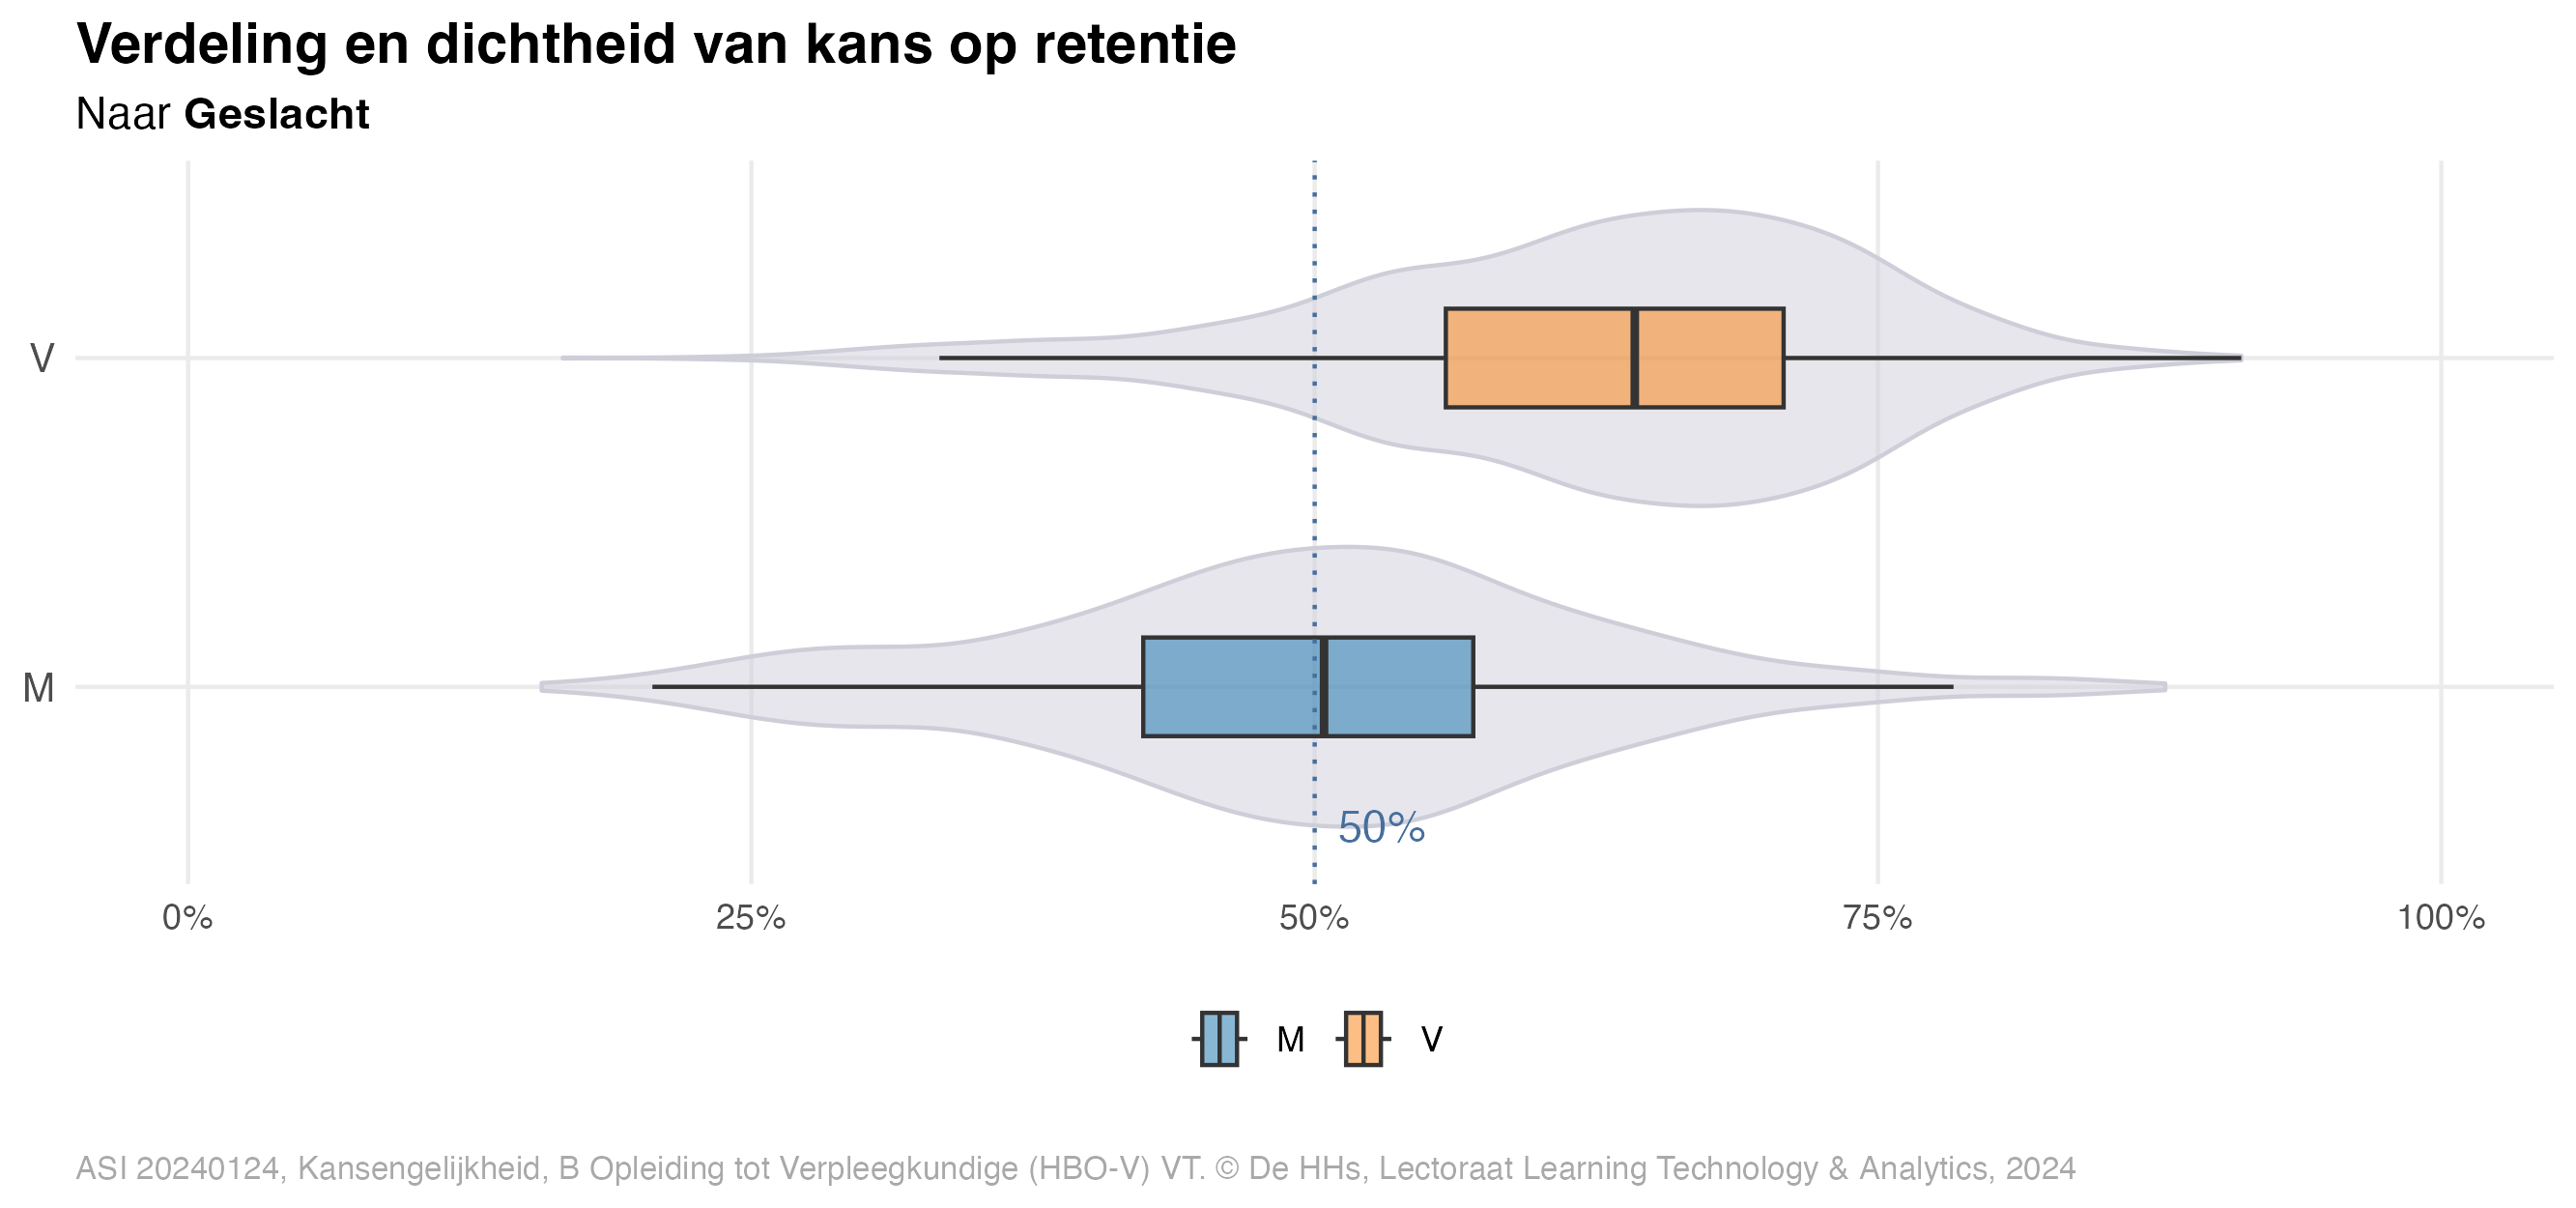 Verdeling en dichtheid van kans op retentie
Naar Geslacht
V
M
50%
0% 25% 50% 75% 100%
M V
ASI 20240124, Kansengelijkheid, B Opleiding tot Verpleegkundige (HBO-V) VT. © De HHs, Lectoraat Learning Technology & Analytics, 2024